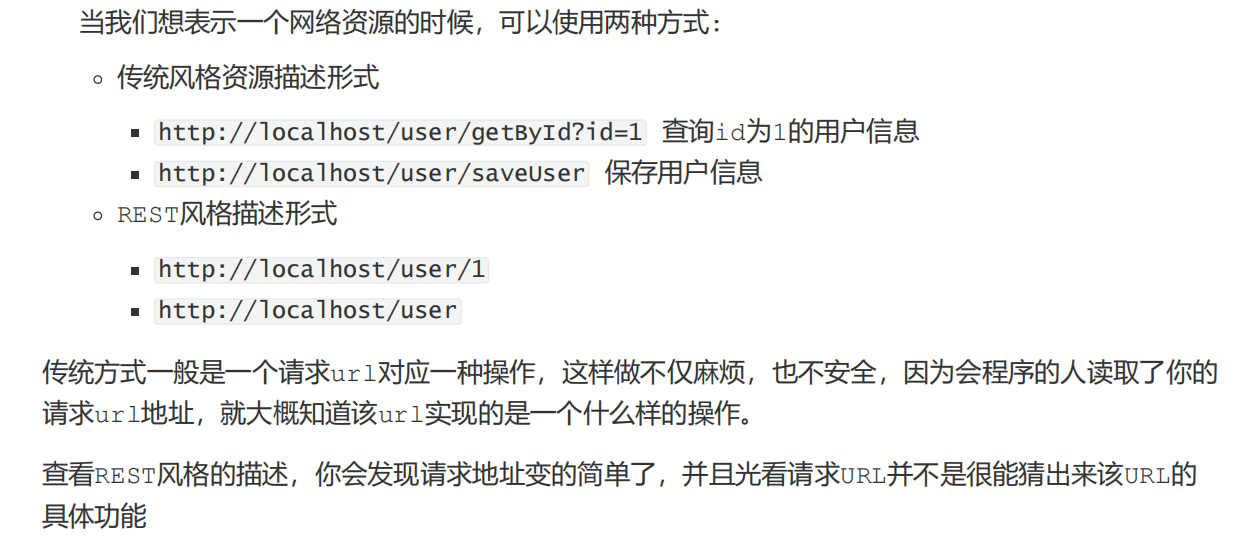 当我们想表示一个网络资源的时候，可以使用两种方式：
传统风格资源描述形式
http://localhost/user/getById?id=1 查询id为1的用户信息
http://localhost/user/saveUser 保存用户信息
REST风格描述形式
http://localhost/user/1
http://localhost/user
传统方式一般是一个请求url对应一种操作，这样做不仅麻烦，也不安全，因为会程序的人读取了你的
请求url地址，就大概知道该url实现的是一个什么样的操作。
查看REST风格的描述，你会发现请求地址变的简单了，并且光看请求URL并不是很能猜出来该URL的
具体功能